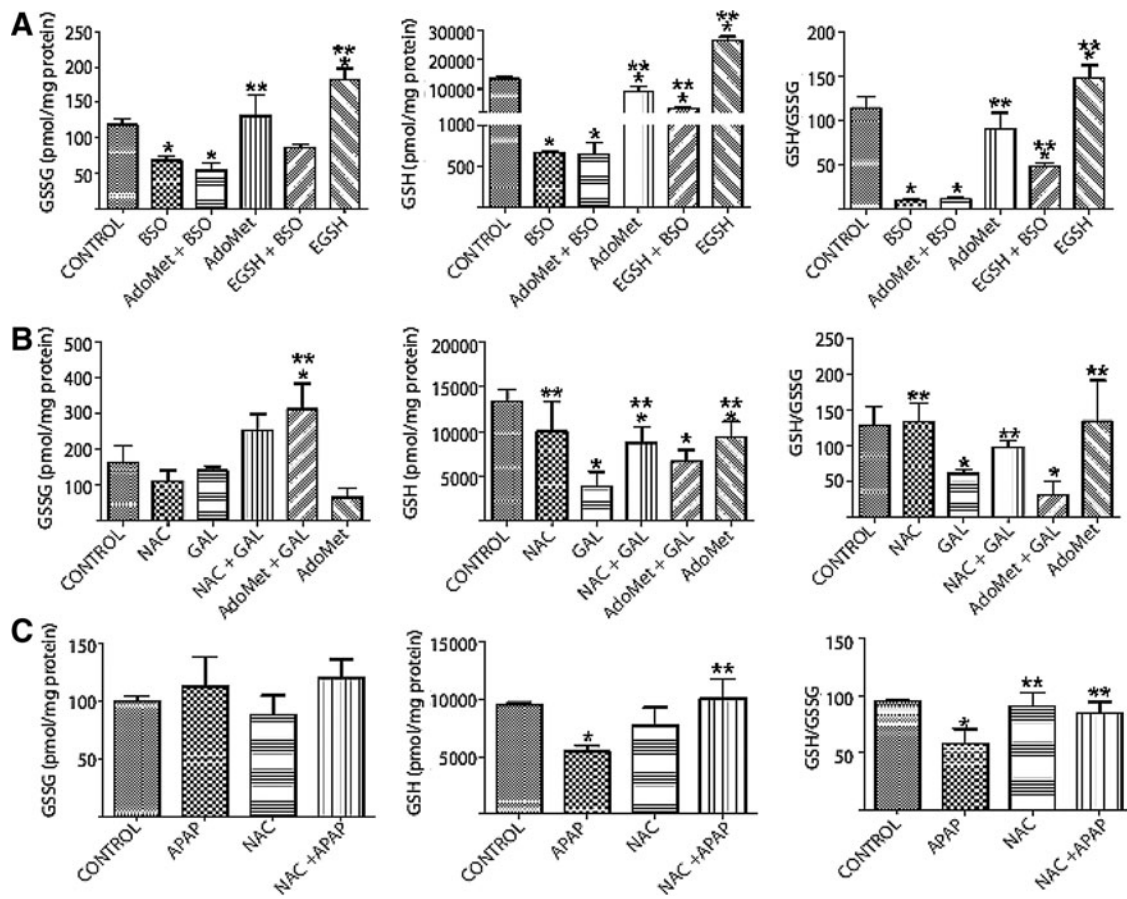 A
GSSG (pmol/mg protein)
250
200
150
100
50
*
*
**
**
*
CONTROL
BSO
AdoMet + BSO
AdoMet
EGSH + BSO
EGSH
GSH (pmol/mg protein)
30000
20000
10000
1000
500
*
*
**
*
**
*
**
*
CONTROL
BSO
AdoMet + BSO
AdoMet
EGSH + BSO
EGSH
GSH/GSSG
200
150
100
50
*
*
**
**
*
**
*
CONTROL
BSO
AdoMet + BSO
AdoMet
EGSH + BSO
EGSH
B
GSSG (pmol/mg protein)
500
400
300
200
100
**
*
CONTROL
NAC
GAL
NAC + GAL
AdoMet + GAL
AdoMet
GSH (pmol/mg protein)
20000
15000
10000
5000
**
*
**
*
*
**
*
CONTROL
NAC
GAL
NAC + GAL
AdoMet + GAL
AdoMet
GSH/GSSG
250
200
150
100
50
**
*
**
*
**
CONTROL
NAC
GAL
NAC + GAL
AdoMet + GAL
AdoMet
C
GSSG (pmol/mg protein)
150
100
50
CONTROL
APAP
NAC
NAC +APAP
GSH (pmol/mg protein)
15000
10000
5000
*
**
CONTROL
APAP
NAC
NAC +APAP
GSH/GSSG
150
100
50
*
**
**
CONTROL
APAP
NAC
NAC +APAP